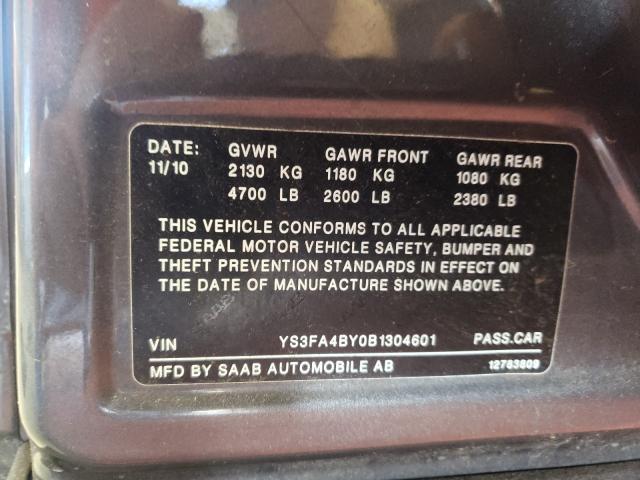 DATE: GVWR GAWR FRONT GAWR REAR
11/10 2130 KG 1180 KG 1080 KG
4700 LB 2600 LB 2380 LB
THIS VEHICLE CONFORMS TO ALL APPLICABLE
FEDERAL MOTOR VEHICLE SAFETY, BUMPER AND
THEFT PREVENTION STANDARDS IN EFFECT ON
THE DATE OF MANUFACTURE SHOWN ABOVE.
VIN YS3FA4BY0B1304601 PASS.CAR
MFD BY SAAB AUTOMOBILE AB 12783809